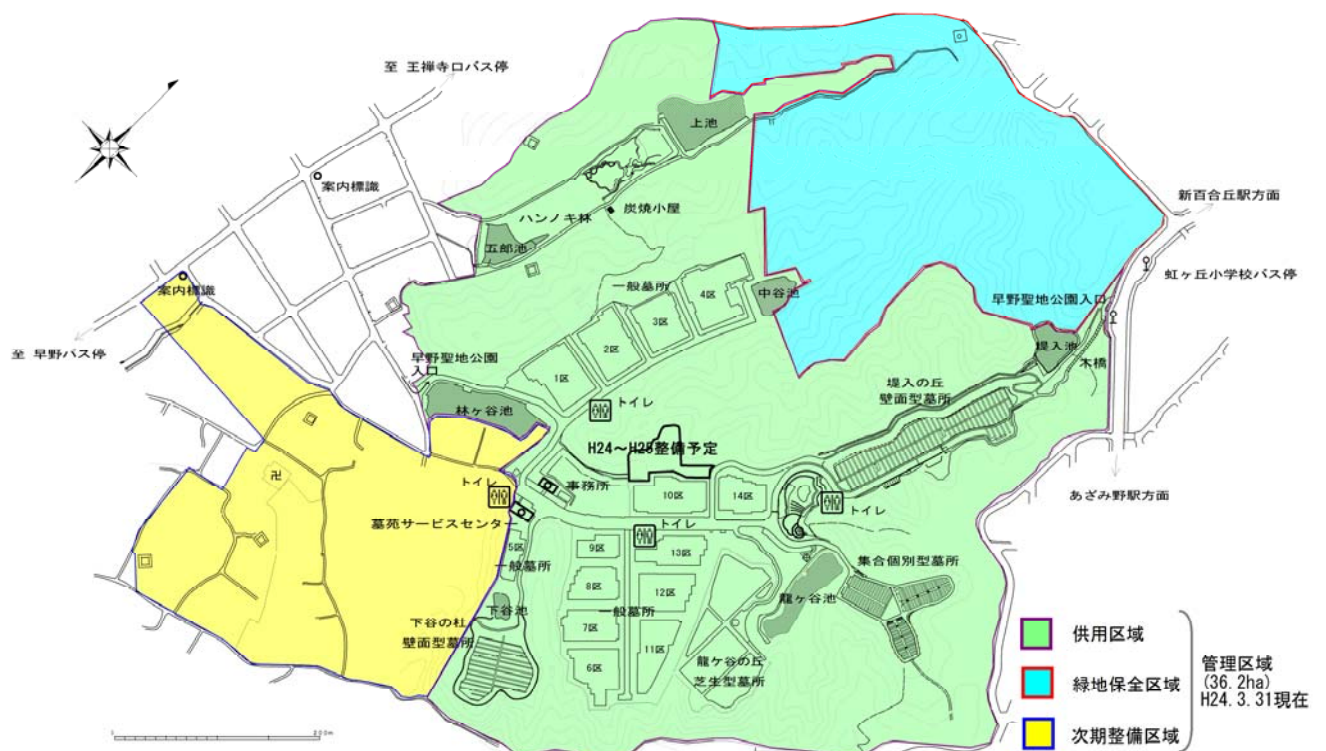 至 王禅寺口バス停
上池
案内標識
新百合丘駅方面
炭焼小屋
ハンノキ林
五郎池
虹ヶ丘小学校バス停
案内標識
一般墓所
4区
中谷池
早野聖地公園入口
3区
至 早野バス停
2区
堤入池
早野聖地公園
入口
1区
木橋
堤入の丘
壁面型墓所
林ヶ谷池
トイレ
H24～H25整備予定
卍
トイレ
事務所
10区
14区
あざみ野駅方面
トイレ
墓苑サービスセンター
トイレ
5区
9区
13区
一般墓所
集合個別型墓所
8区
12区
龍ヶ谷池
下谷池
一般墓所
下谷の杜
壁面型墓所
7区
11区
6区
龍ケ谷の丘
芝生型墓所
供用区域
緑地保全区域
次期整備区域
管理区域
(36.2ha)
H24.3.31現在
200m